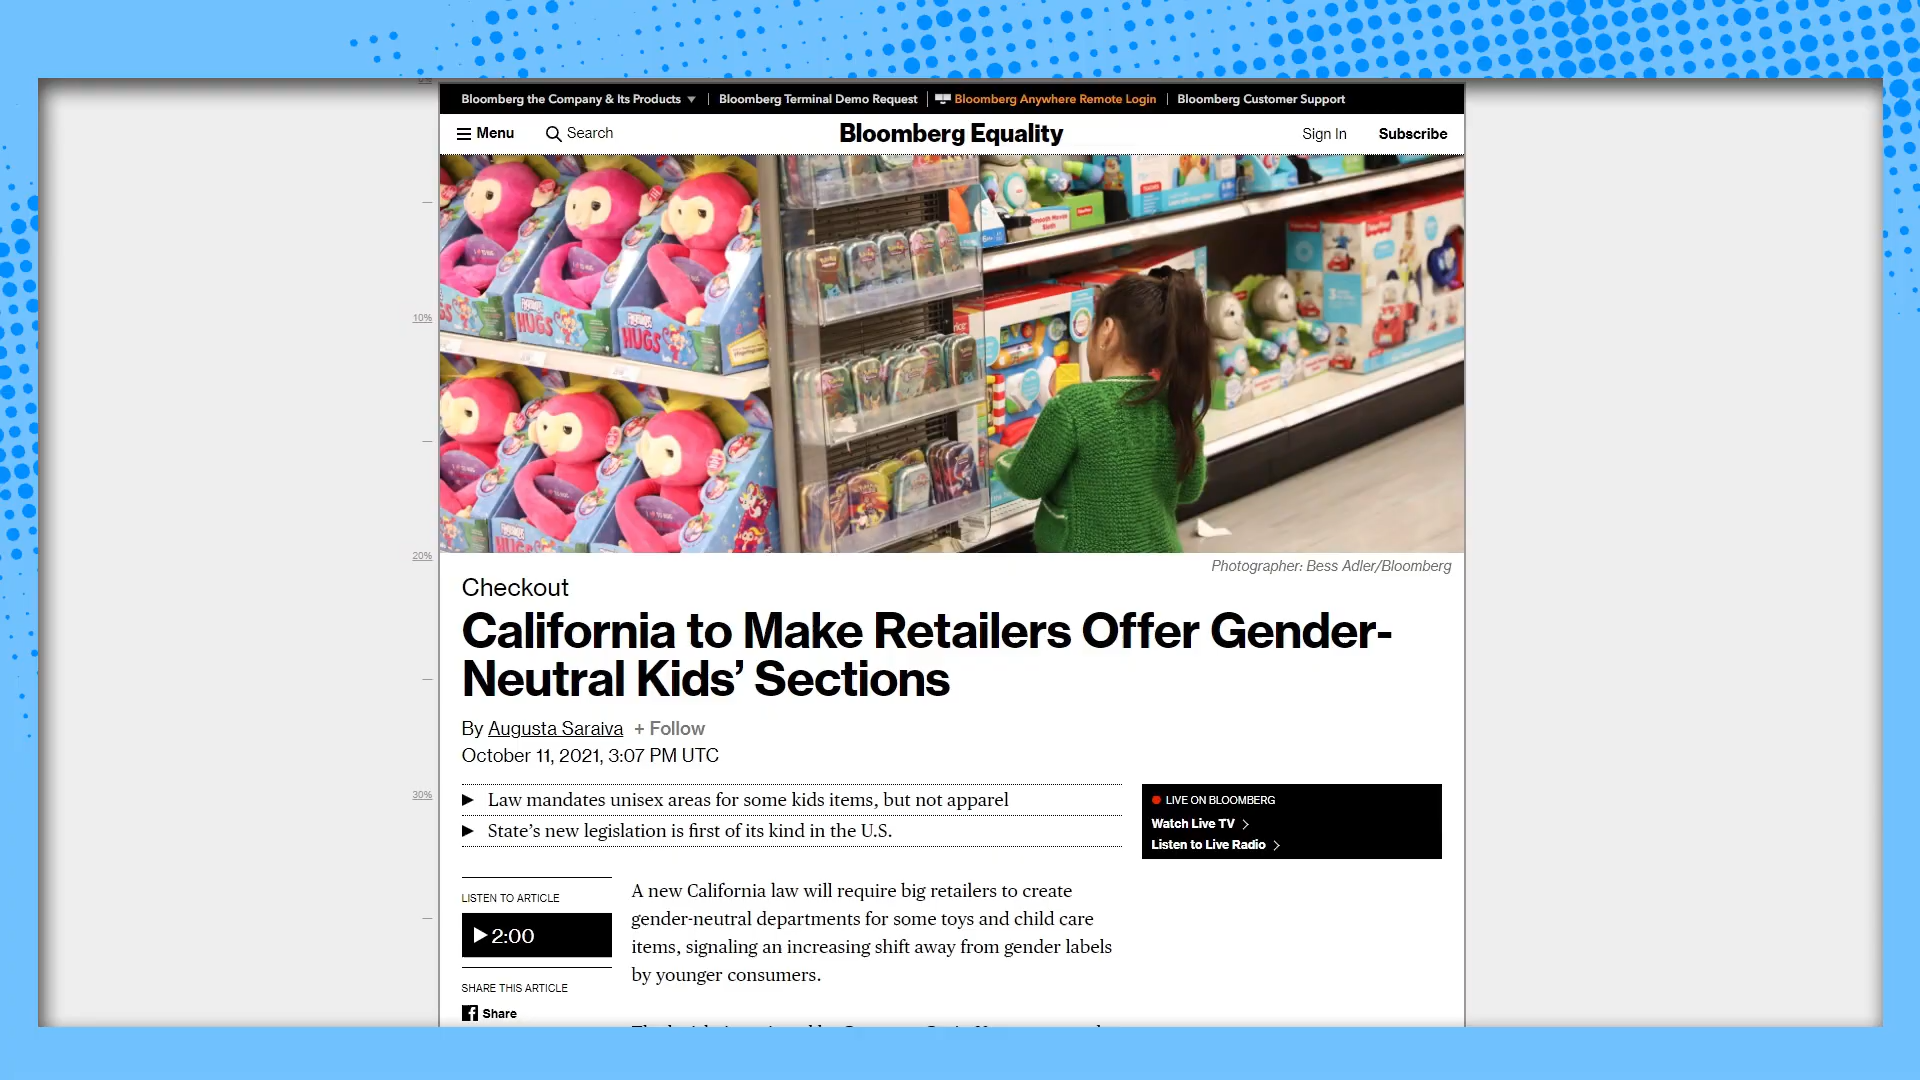 Bloomberg the Company & Its Products ▼ | Bloomberg Terminal Demo Request | Bloomberg Anywhere Remote Login | Bloomberg Customer Support
Menu Search Bloomberg Equality Sign In Subscribe
HUGS
HUGS
10%
20%
Photographer: Bess Adler/Bloomberg
Checkout
California to Make Retailers Offer Gender-
Neutral Kids’ Sections
By Augusta Saraiva + Follow
October 11, 2021, 3:07 PM UTC
30%
▶ Law mandates unisex areas for some kids items, but not apparel
▶ State’s new legislation is first of its kind in the U.S.
LIVE ON BLOOMBERG
Watch Live TV >
Listen to Live Radio >
LISTEN TO ARTICLE
▶ 2:00
SHARE THIS ARTICLE
Share
A new California law will require big retailers to create
gender-neutral departments for some toys and child care
items, signaling an increasing shift away from gender labels
by younger consumers.